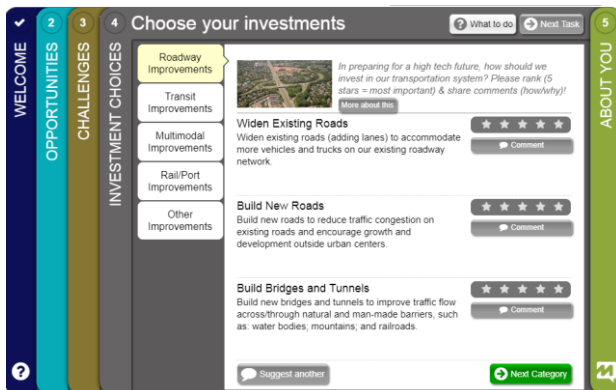 WELCOME
2
OPPORTUNITIES
3
CHALLENGES
4
INVESTMENT CHOICES
Choose your investments
? What to do
Next Task
5
ABOUT YOU
Roadway
Improvements
Transit
Improvements
Multimodal
Improvements
Rail/Port
Improvements
Other
Improvements
In preparing for a high tech future, how should we
invest in our transportation system? Please rank (5
stars = most important) & share comments (how/why)!
More about this
Widen Existing Roads
Widen existing roads (adding lanes) to accommodate
more vehicles and trucks on our existing roadway
network.
Comment
Build New Roads
Build new roads to reduce traffic congestion on
existing roads and encourage growth and
development outside urban centers.
Comment
Build Bridges and Tunnels
Build new bridges and tunnels to improve traffic flow
across/through natural and man-made barriers, such
as: water bodies; mountains; and railroads.
Comment
Suggest another
Next Category
?